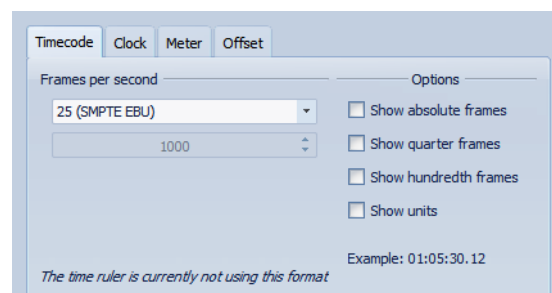 Timecode Clock Meter Offset
Frames per second
Options
25 (SMPTE EBU)
Show absolute frames
1000
Show quarter frames
Show hundredth frames
Show units
Example: 01:05:30.12
The time ruler is currently not using this format